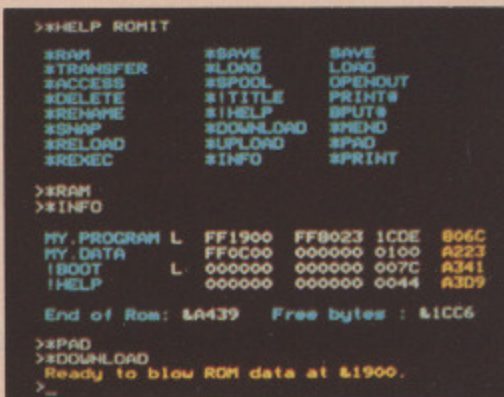 >*HELP ROMIT
*RAM *SAVE SAVE
*TRANSFER *LOAD LOAD
*ACCESS *SPOOL OPENOUT
*DELETE *!TITLE PRINT#
*RENAME *!HELP BPUT#
*SNAP *DOWNLOAD *MEND
*RELOAD *UPLOAD *PAD
*REXEC *INFO *PRINT
>*RAM
>*INFO
MY.PROGRAM L FF1900 FF8023 1CDE 806C
MY.DATA FF0C00 000000 0100 A223
!BOOT L 000000 000000 007C A341
!HELP 000000 000000 0044 A3D9
End of Rom: &A439 Free bytes : &1CC6
>*PAD
>*DOWNLOAD
Ready to blow ROM data at &1900.
>_